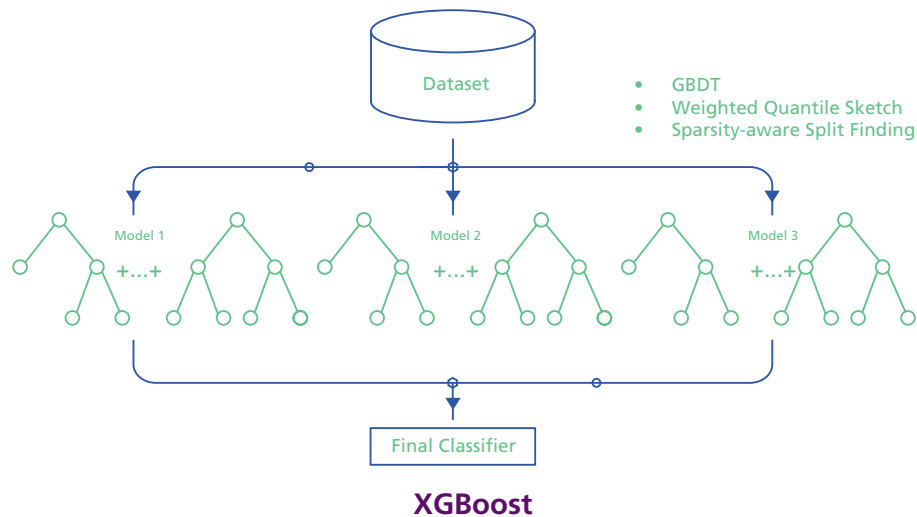 Dataset
• GBDT
• Weighted Quantile Sketch
• Sparsity-aware Split Finding
Model 1
Model 2
Model 3
+...+
+...+
+...+
Final Classifier
XGBoost